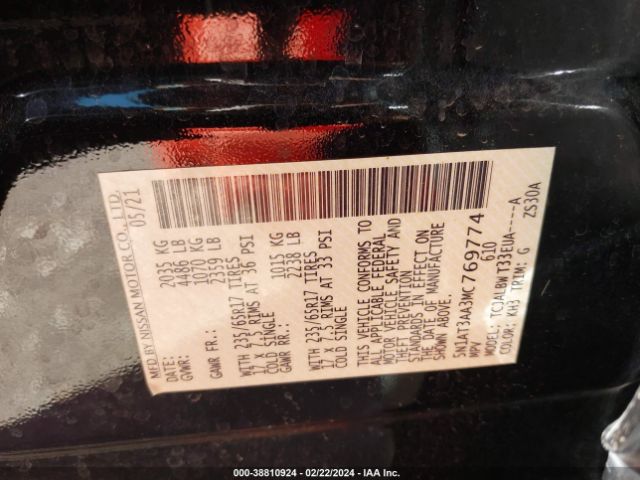 MFD BY NISSAN MOTOR CO., LTD.
DATE: 05/21
GVWR: 2035 KG
4486 LB
GAWR FR.: 1070 KG
2359 LB
WITH 235/65R17 TIRES
17 X 7.5 RIMS AT 36 PSI
COLD SINGLE
GAWR RR.: 1015 KG
2238 LB
WITH 235/65R17 TIRES
17 X 7.5 RIMS AT 33 PSI
COLD SINGLE
THIS VEHICLE CONFORMS TO
ALL APPLICABLE FEDERAL
MOTOR VEHICLE SAFETY AND
THEFT PREVENTION
STANDARDS IN EFFECT ON
THE DATE OF MANUFACTURE
SHOWN ABOVE.
5N1AT3AA3MC769774
MPV 610
MODEL: TCJALBWT33EUA----A
COLOR: KH3 TRIM: G ZS30A
000-38810924 - 02/22/2024 - IAA Inc.